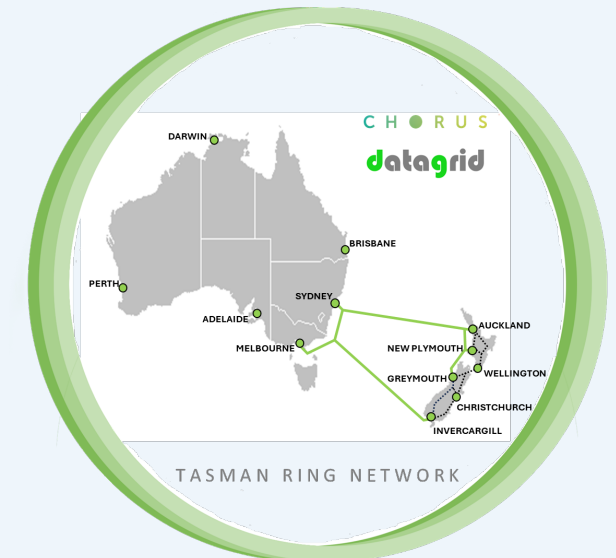 CHORUS
datagrid
DARWIN
BRISBANE
PERTH
SYDNEY
ADELAIDE
MELBOURNE
AUCKLAND
NEW PLYMOUTH
WELLINGTON
GREYMOUTH
CHRISTCHURCH
INVERCARGILL
TASMAN RING NETWORK